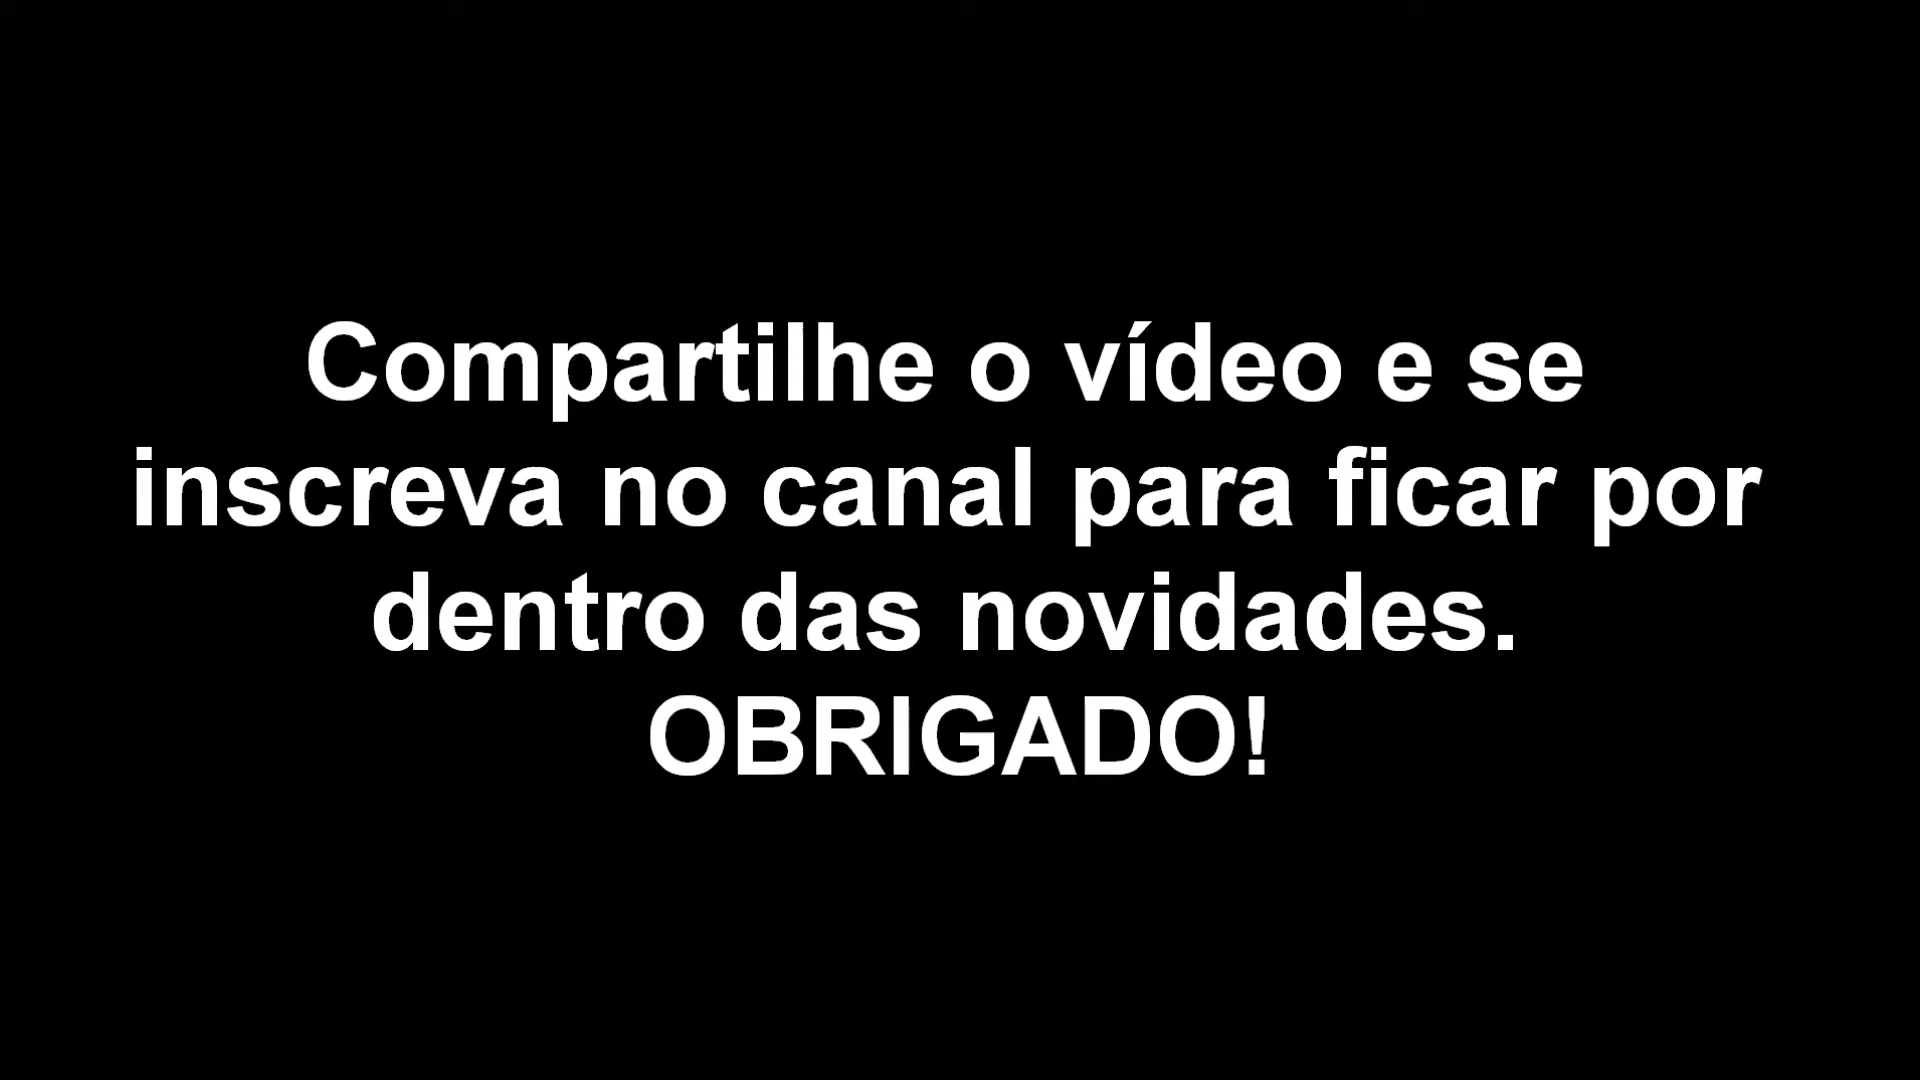 Compartilhe o vídeo e se
inscreva no canal para ficar por
dentro das novidades.
OBRIGADO!